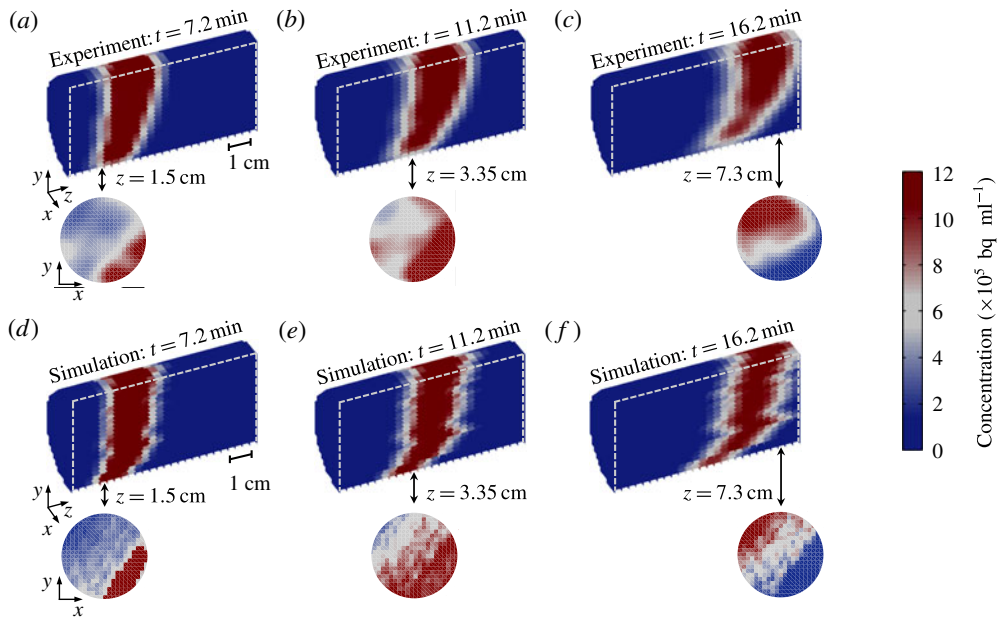 (a)
Experiment: t = 7.2 min
1 cm
z = 1.5 cm
y
z
x
y
x
(b)
Experiment: t = 11.2 min
z = 3.35 cm
(c)
Experiment: t = 16.2 min
z = 7.3 cm
(d)
Simulation: t = 7.2 min
1 cm
z = 1.5 cm
y
z
x
y
x
(e)
Simulation: t = 11.2 min
z = 3.35 cm
(f)
Simulation: t = 16.2 min
z = 7.3 cm
12
10
8
6
4
2
0
Concentration (×10⁵ bq ml⁻¹)